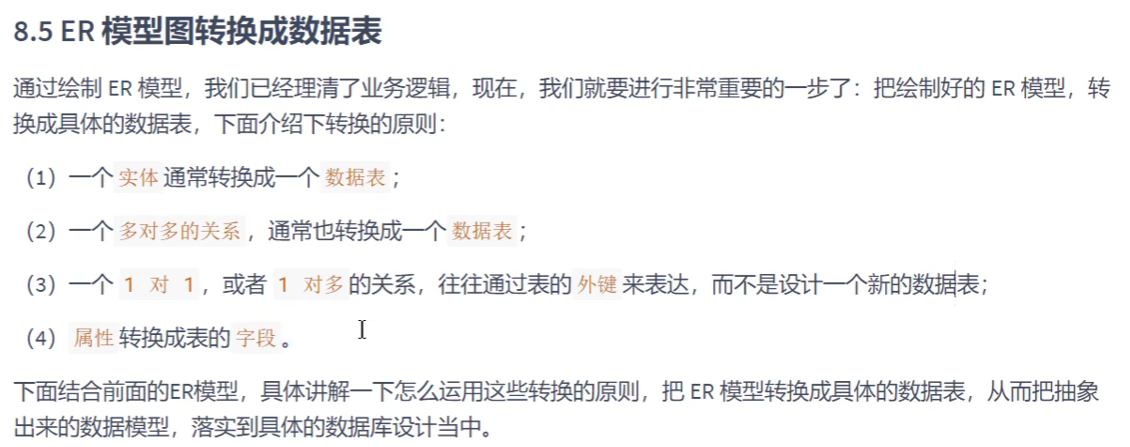 8.5 ER 模型图转换成数据表
通过绘制 ER 模型，我们已经理清了业务逻辑，现在，我们就要进行非常重要的一步了：把绘制好的 ER 模型，转
换成具体的数据表，下面介绍下转换的原则：
（1）一个 实体 通常转换成一个 数据表；
（2）一个 多对多的关系，通常也转换成一个 数据表；
（3）一个 1 对 1，或者 1 对多 的关系，往往通过表的 外键 来表达，而不是设计一个新的数据表；
（4）属性 转换成表的 字段。
下面结合前面的ER模型，具体讲解一下怎么运用这些转换的原则，把 ER 模型转换成具体的数据表，从而把抽象
出来的数据模型，落实到具体的数据库设计当中。